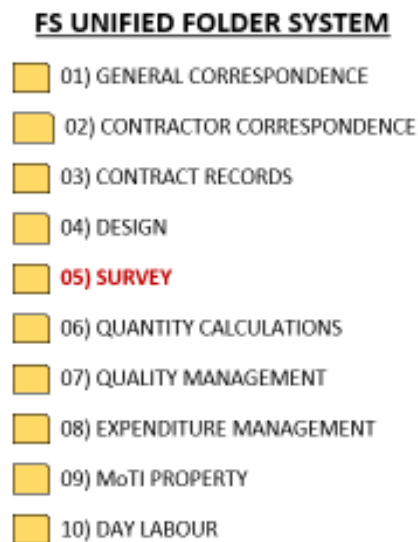 FS UNIFIED FOLDER SYSTEM
01) GENERAL CORRESPONDENCE
02) CONTRACTOR CORRESPONDENCE
03) CONTRACT RECORDS
04) DESIGN
05) SURVEY
06) QUANTITY CALCULATIONS
07) QUALITY MANAGEMENT
08) EXPENDITURE MANAGEMENT
09) MoTI PROPERTY
10) DAY LABOUR